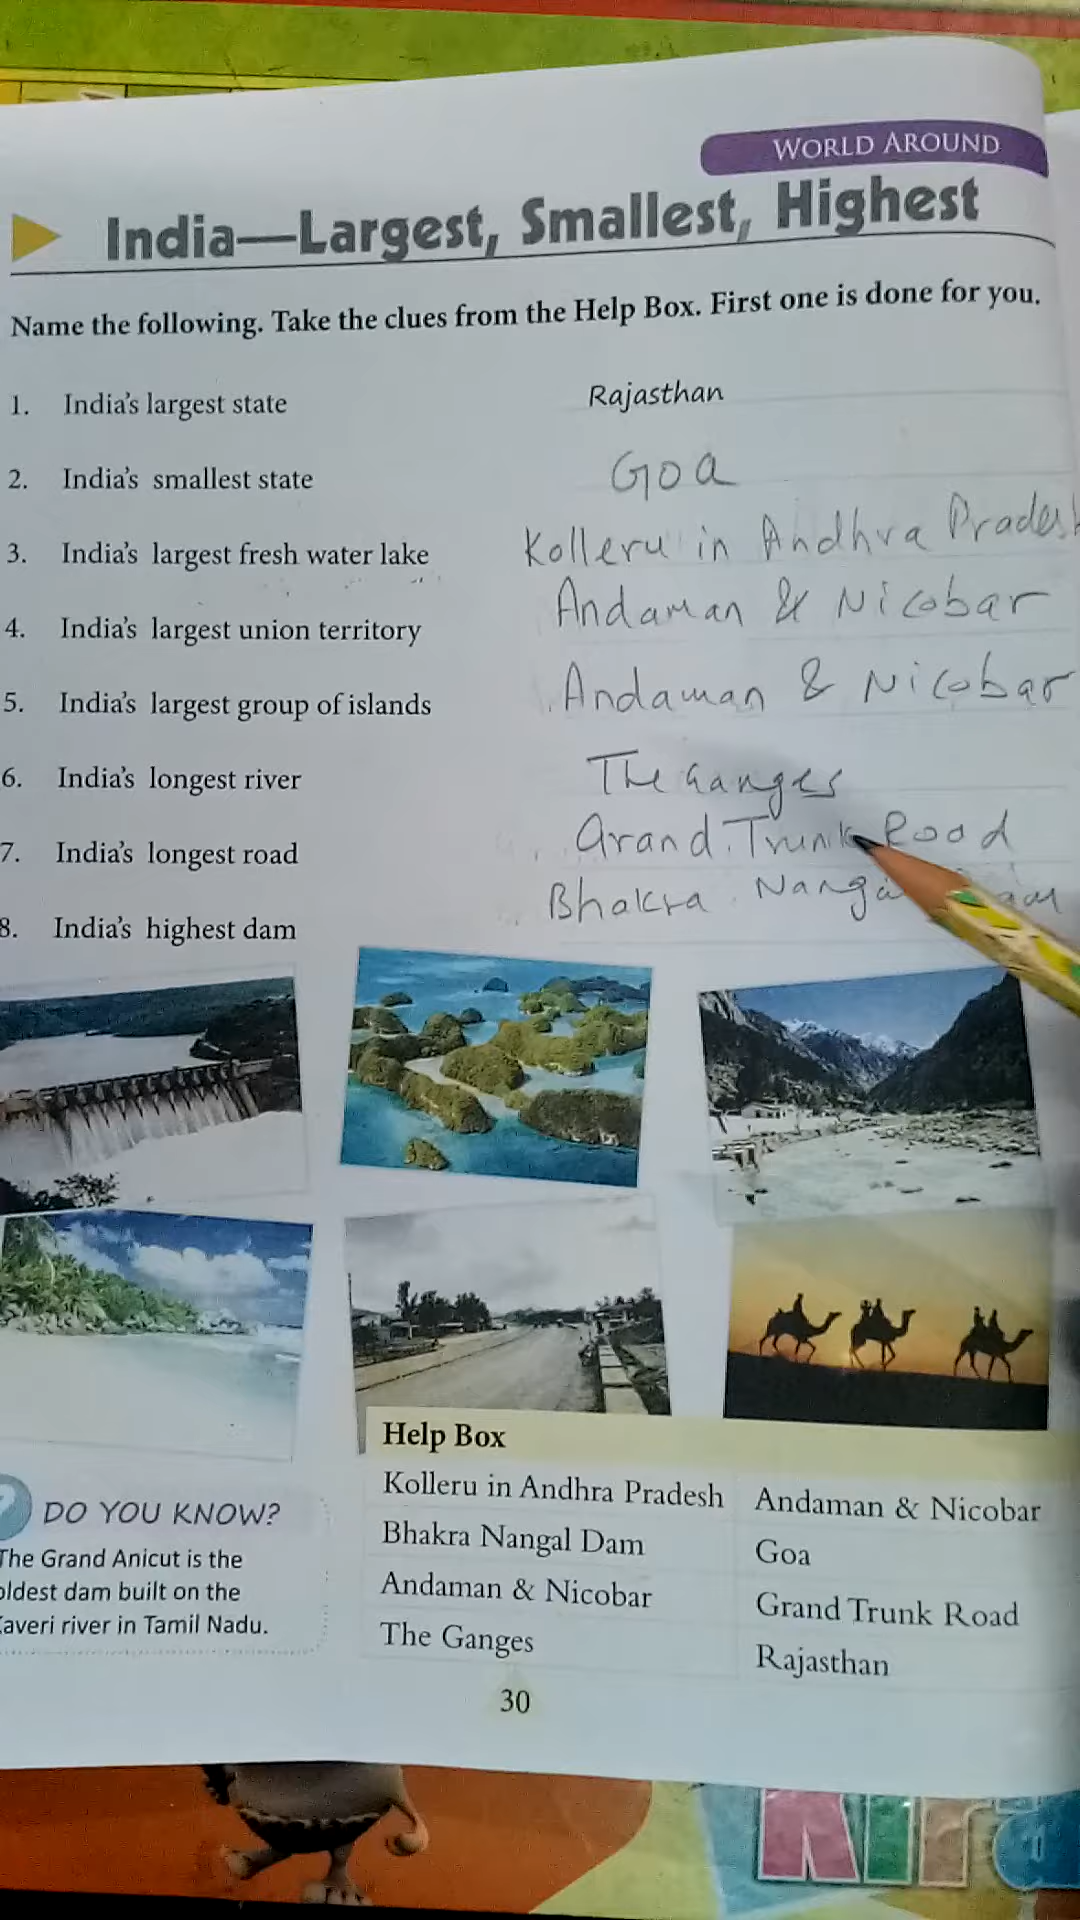 WORLD AROUND
India—Largest, Smallest, Highest
Name the following. Take the clues from the Help Box. First one is done for you.
1. India's largest state Rajasthan
2. India's smallest state Goa
3. India's largest fresh water lake Kolleru in Andhra Pradesh
4. India's largest union territory Andaman & Nicobar
5. India's largest group of islands Andaman & Nicobar
6. India's longest river The Ganges
7. India's longest road Grand Trunk Road
8. India's highest dam Bhakra Nangal Dam
Help Box
Kolleru in Andhra Pradesh Andaman & Nicobar
Bhakra Nangal Dam Goa
Andaman & Nicobar Grand Trunk Road
The Ganges Rajasthan
? DO YOU KNOW?
The Grand Anicut is the
oldest dam built on the
Kaveri river in Tamil Nadu.
30